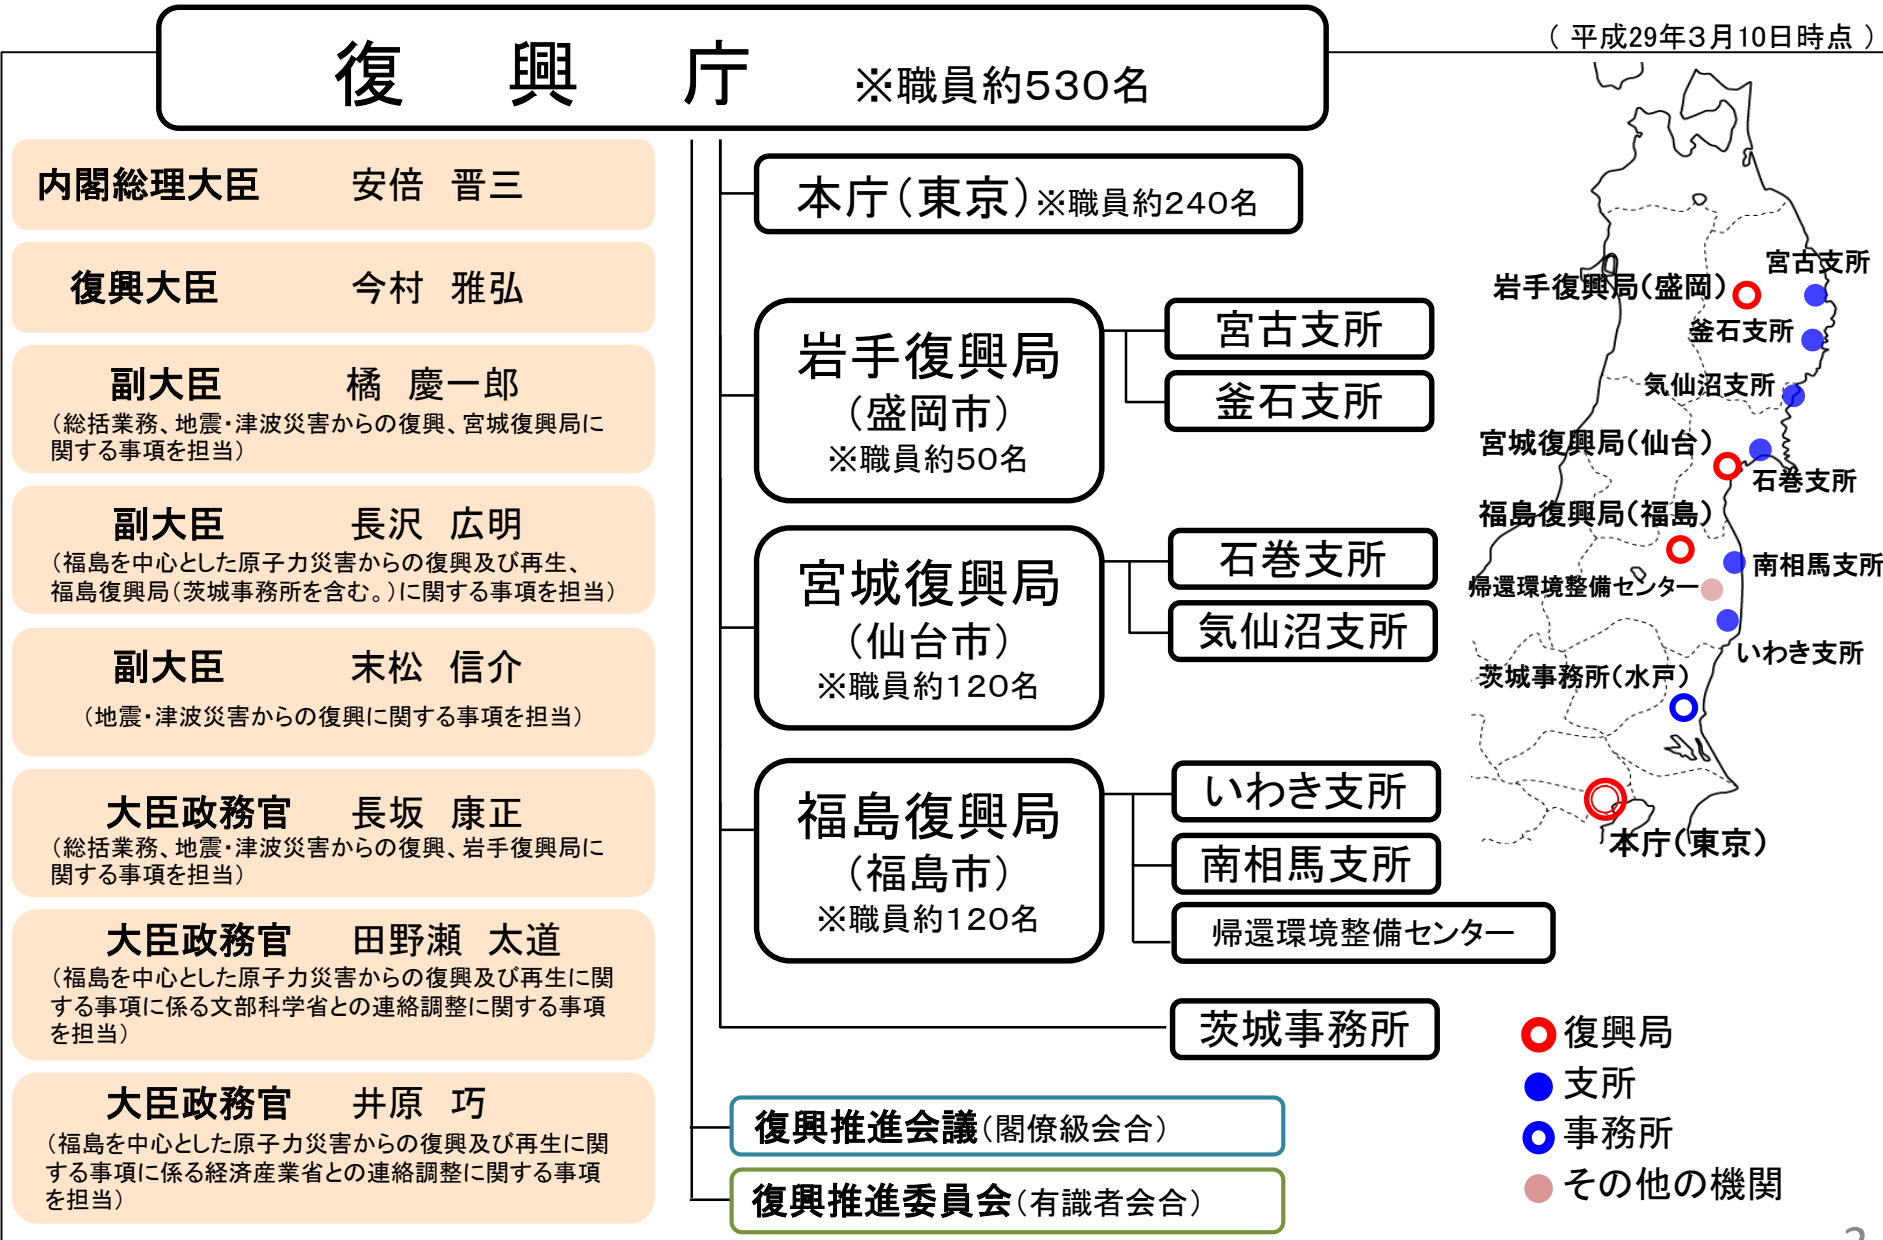 （平成29年3月10日時点）
復　興　庁　※職員約530名
内閣総理大臣　安倍　晋三
復興大臣　今村　雅弘
副大臣　橘　慶一郎
（総括業務、地震・津波災害からの復興、宮城復興局に
関する事項を担当）
副大臣　長沢　広明
（福島を中心とした原子力災害からの復興及び再生、
福島復興局（茨城事務所を含む。）に関する事項を担当）
副大臣　末松　信介
（地震・津波災害からの復興に関する事項を担当）
大臣政務官　長坂　康正
（総括業務、地震・津波災害からの復興、岩手復興局に
関する事項を担当）
大臣政務官　田野瀬　太道
（福島を中心とした原子力災害からの復興及び再生に関
する事項に係る文部科学省との連絡調整に関する事項
を担当）
大臣政務官　井原　巧
（福島を中心とした原子力災害からの復興及び再生に関
する事項に係る経済産業省との連絡調整に関する事項
を担当）
本庁（東京）※職員約240名
岩手復興局
（盛岡市）
※職員約50名
宮古支所
釜石支所
宮城復興局
（仙台市）
※職員約120名
石巻支所
気仙沼支所
福島復興局
（福島市）
※職員約120名
いわき支所
南相馬支所
帰還環境整備センター
茨城事務所
復興推進会議（閣僚級会合）
復興推進委員会（有識者会合）
宮古支所
岩手復興局（盛岡）
釜石支所
気仙沼支所
宮城復興局（仙台）
石巻支所
福島復興局（福島）
南相馬支所
帰還環境整備センター
いわき支所
茨城事務所（水戸）
本庁（東京）
復興局
支所
事務所
その他の機関